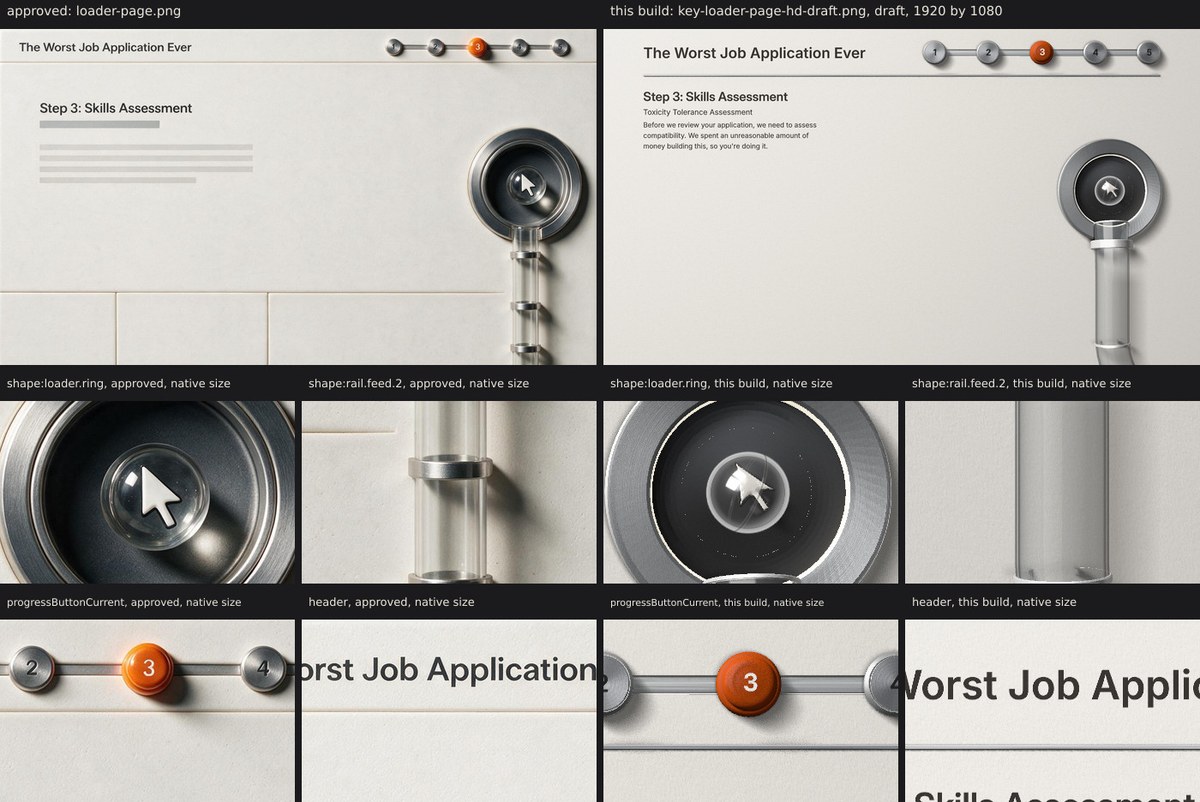 approved: loader-page.png
this build: key-loader-page-hd-draft.png, draft, 1920 by 1080
The Worst Job Application Ever
1 2 3 4 5
Step 3: Skills Assessment
The Worst Job Application Ever
1 2 3 4 5
Step 3: Skills Assessment
Toxicity Tolerance Assessment
Before we review your application, we need to assess
compatibility. We spent an unreasonable amount of
money building this, so you're doing it.
shape:loader.ring, approved, native size
shape:rail.feed.2, approved, native size
shape:loader.ring, this build, native size
shape:rail.feed.2, this build, native size
progressButtonCurrent, approved, native size
header, approved, native size
progressButtonCurrent, this build, native size
header, this build, native size
2 3 4
orst Job Application
2 3 4
Worst Job Applic
Skills Assessment